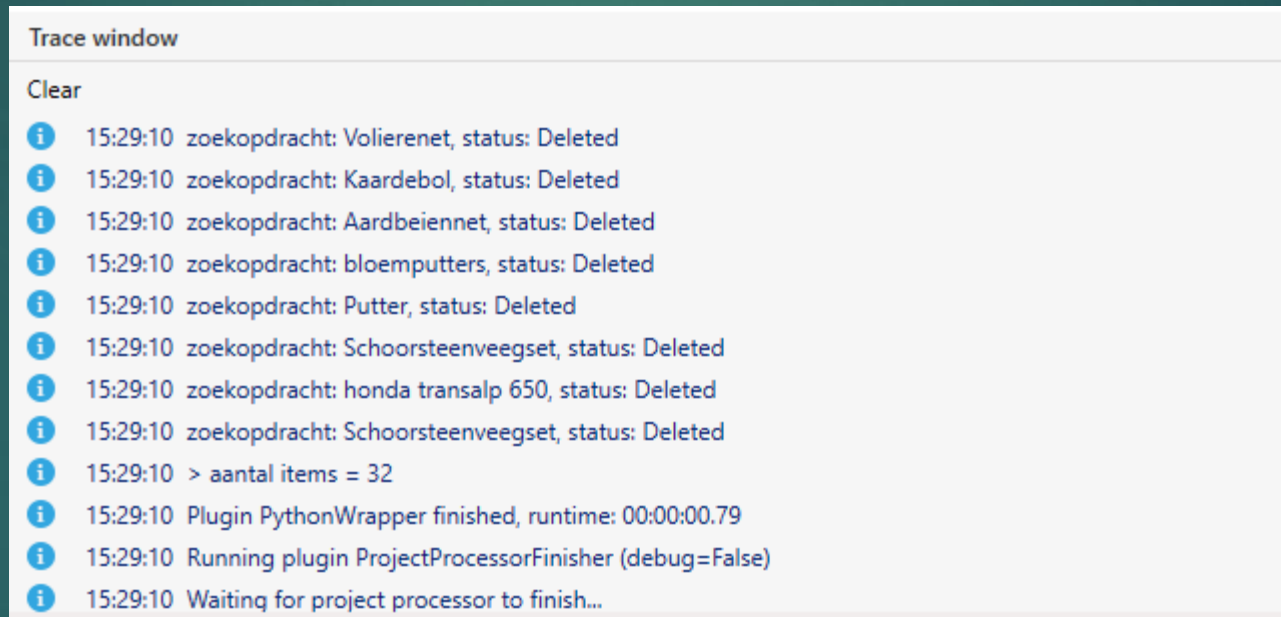 Trace window
Clear
15:29:10 zoekopdracht: Volierenet, status: Deleted
15:29:10 zoekopdracht: Kaardebol, status: Deleted
15:29:10 zoekopdracht: Aardbeiennet, status: Deleted
15:29:10 zoekopdracht: bloemputters, status: Deleted
15:29:10 zoekopdracht: Putter, status: Deleted
15:29:10 zoekopdracht: Schoorsteenveegset, status: Deleted
15:29:10 zoekopdracht: honda transalp 650, status: Deleted
15:29:10 zoekopdracht: Schoorsteenveegset, status: Deleted
15:29:10 > aantal items = 32
15:29:10 Plugin PythonWrapper finished, runtime: 00:00:00.79
15:29:10 Running plugin ProjectProcessorFinisher (debug=False)
15:29:10 Waiting for project processor to finish...